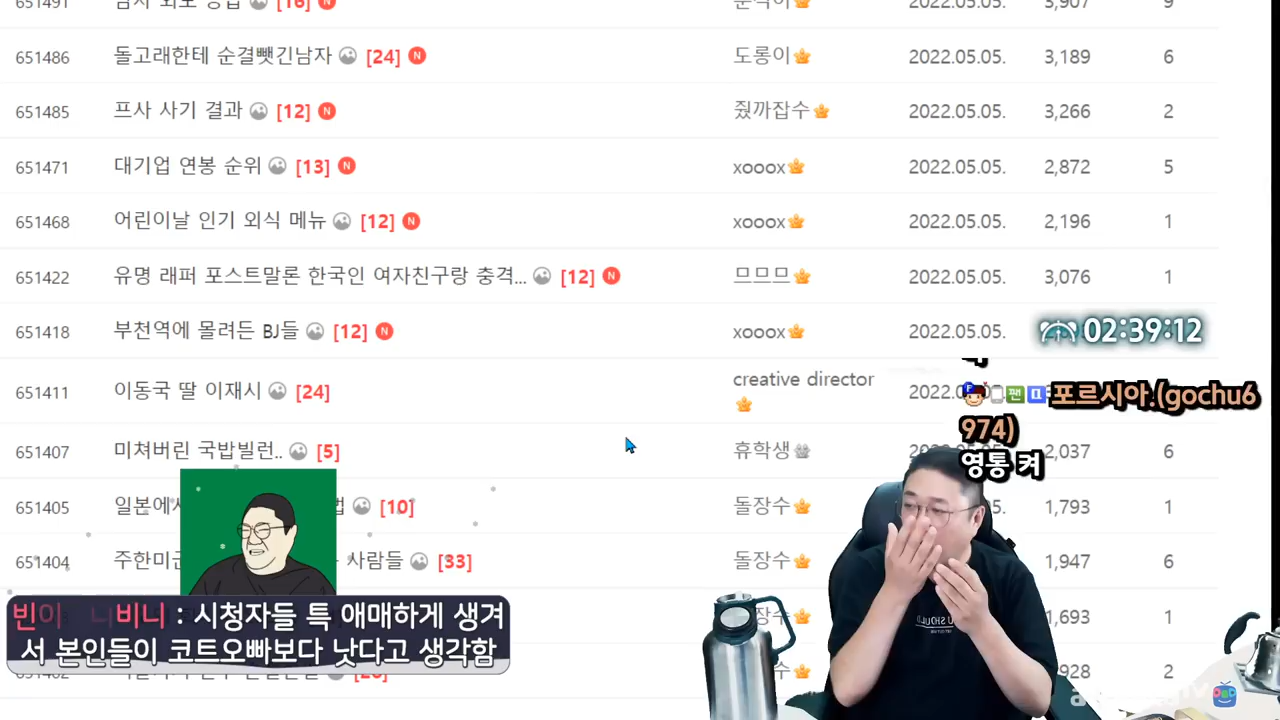 651491
[16] N
3,907 9
651486 돌고래한테 순결뺏긴남자 [24] N 도롱이 2022.05.05. 3,189 6
651485 프사 사기 결과 [12] N 줬까잡수 2022.05.05. 3,266 2
651471 대기업 연봉 순위 [13] N xooox 2022.05.05. 2,872 5
651468 어린이날 인기 외식 메뉴 [12] N xooox 2022.05.05. 2,196 1
651422 유명 래퍼 포스트말론 한국인 여자친구랑 충격... [12] N 므므므 2022.05.05. 3,076 1
651418 부천역에 몰려든 BJ들 [12] N xooox 2022.05.05.
02:39:12
651411 이동국 딸 이재시 [24] creative director
포르시아.(gochu6
974)
영통 켜
651407 미쳐버린 국밥빌런.. [5] 휴학생 2,037 6
651405 [10] 돌장수 1,793 1
651404 사람들 [33] 돌장수 1,947 6
1,693 1
928 2
비니 : 시청자들 특 애매하게 생겨
서 본인들이 코트오빠보다 낫다고 생각함